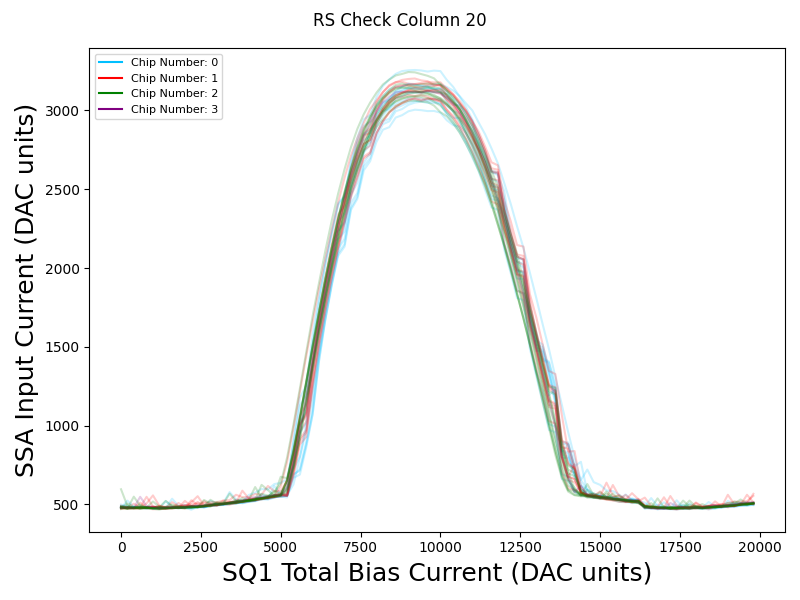 RS Check Column 20
Chip Number: 0
Chip Number: 1
Chip Number: 2
Chip Number: 3
SSA Input Current (DAC units)
3000
2500
2000
1500
1000
500
0 2500 5000 7500 10000 12500 15000 17500 20000
SQ1 Total Bias Current (DAC units)